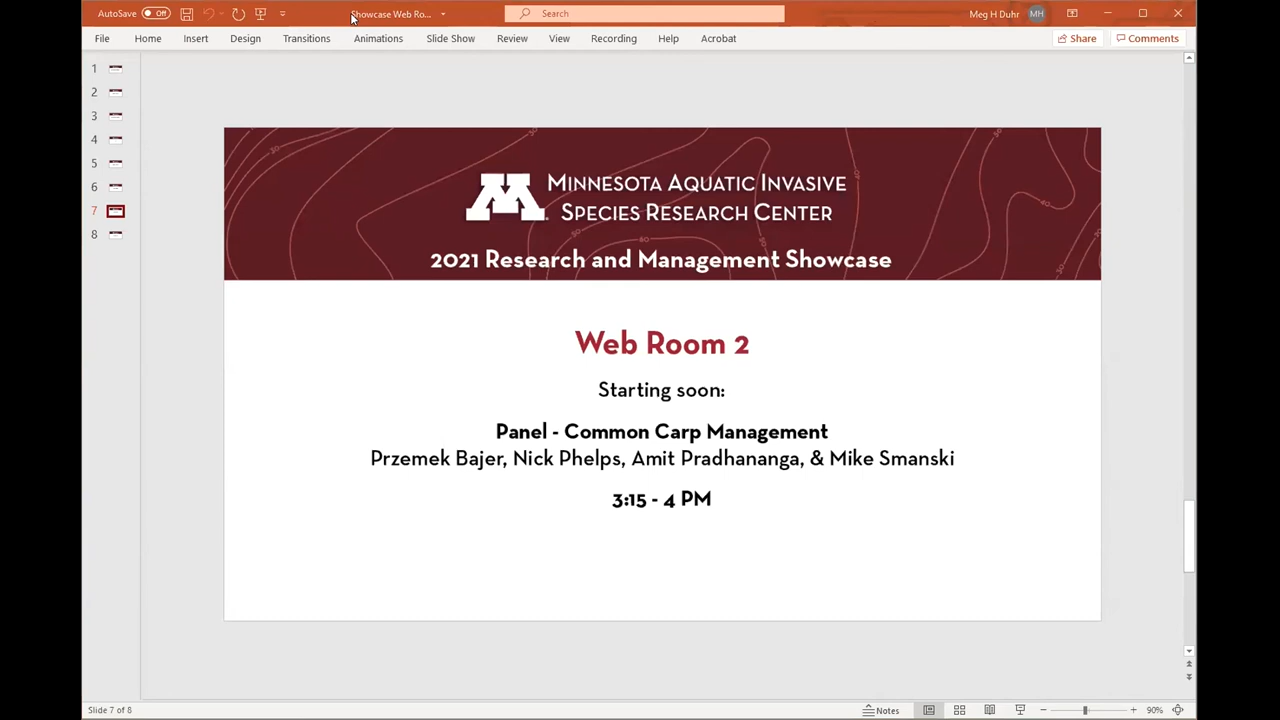 AutoSave Off
Showcase Web Ro...
Search
Meg H Duhr MH
File Home Insert Design Transitions Animations Slide Show Review View Recording Help Acrobat Share Comments
1
2
3
4
5
6
7
8
MINNESOTA AQUATIC INVASIVE
SPECIES RESEARCH CENTER
2021 Research and Management Showcase
Web Room 2
Starting soon:
Panel - Common Carp Management
Przemek Bajer, Nick Phelps, Amit Pradhananga, & Mike Smanski
3:15 - 4 PM
Slide 7 of 8
Notes
90%